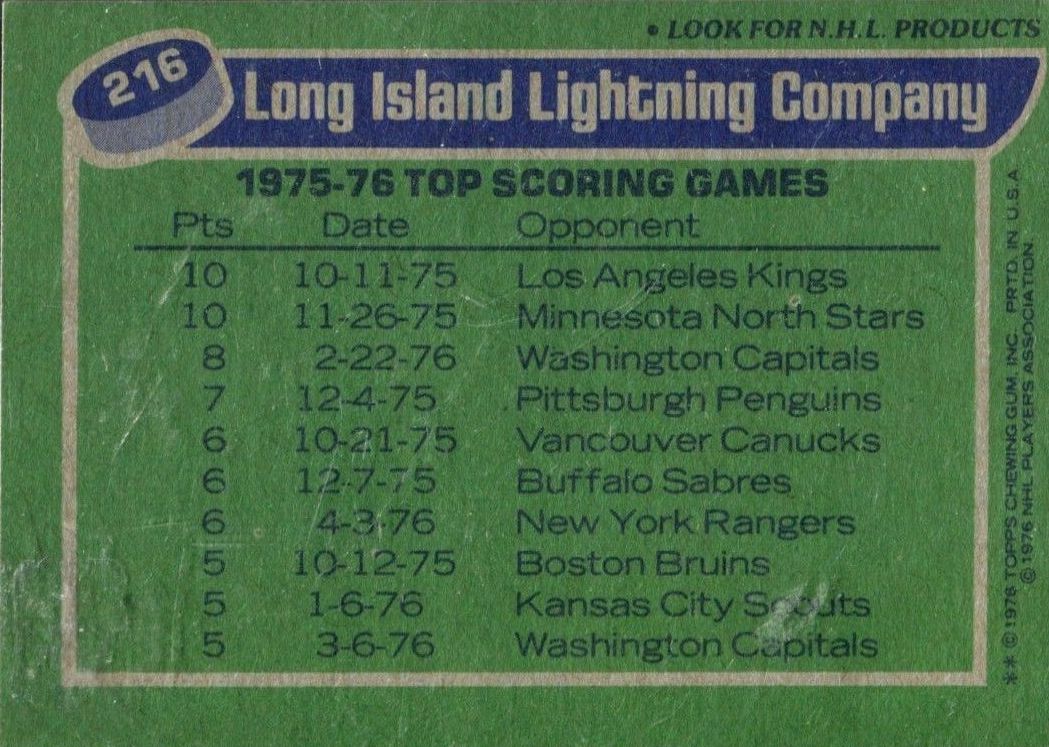 • LOOK FOR N.H.L. PRODUCTS
216
Long Island Lightning Company
1975-76 TOP SCORING GAMES
Pts Date Opponent
10 10-11-75 Los Angeles Kings
10 11-26-75 Minnesota North Stars
8 2-22-76 Washington Capitals
7 12-4-75 Pittsburgh Penguins
6 10-21-75 Vancouver Canucks
6 12-7-75 Buffalo Sabres
6 4-3-76 New York Rangers
5 10-12-75 Boston Bruins
5 1-6-76 Kansas City Scouts
5 3-6-76 Washington Capitals
** © 1976 TOPPS CHEWING GUM INC. PRTD. IN U.S.A
© 1976 NHL PLAYERS ASSOCIATION.